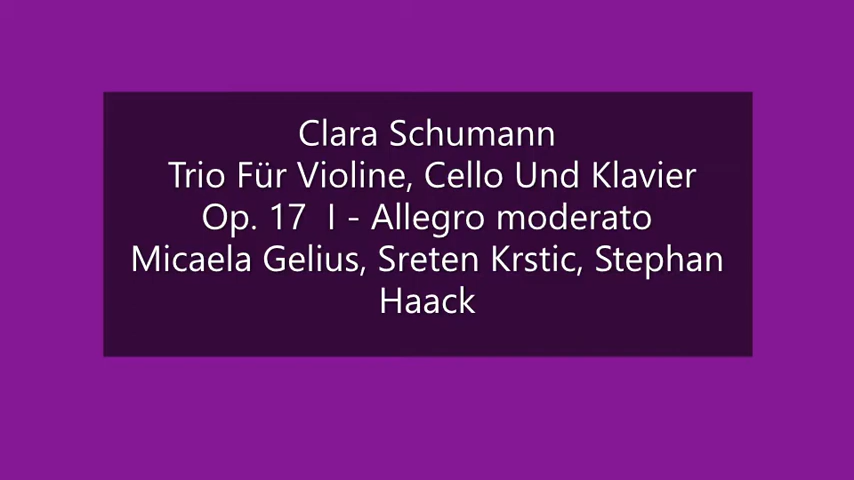 Clara Schumann
Trio Für Violine, Cello Und Klavier
Op. 17  I - Allegro moderato
Micaela Gelius, Sreten Krstic, Stephan
Haack